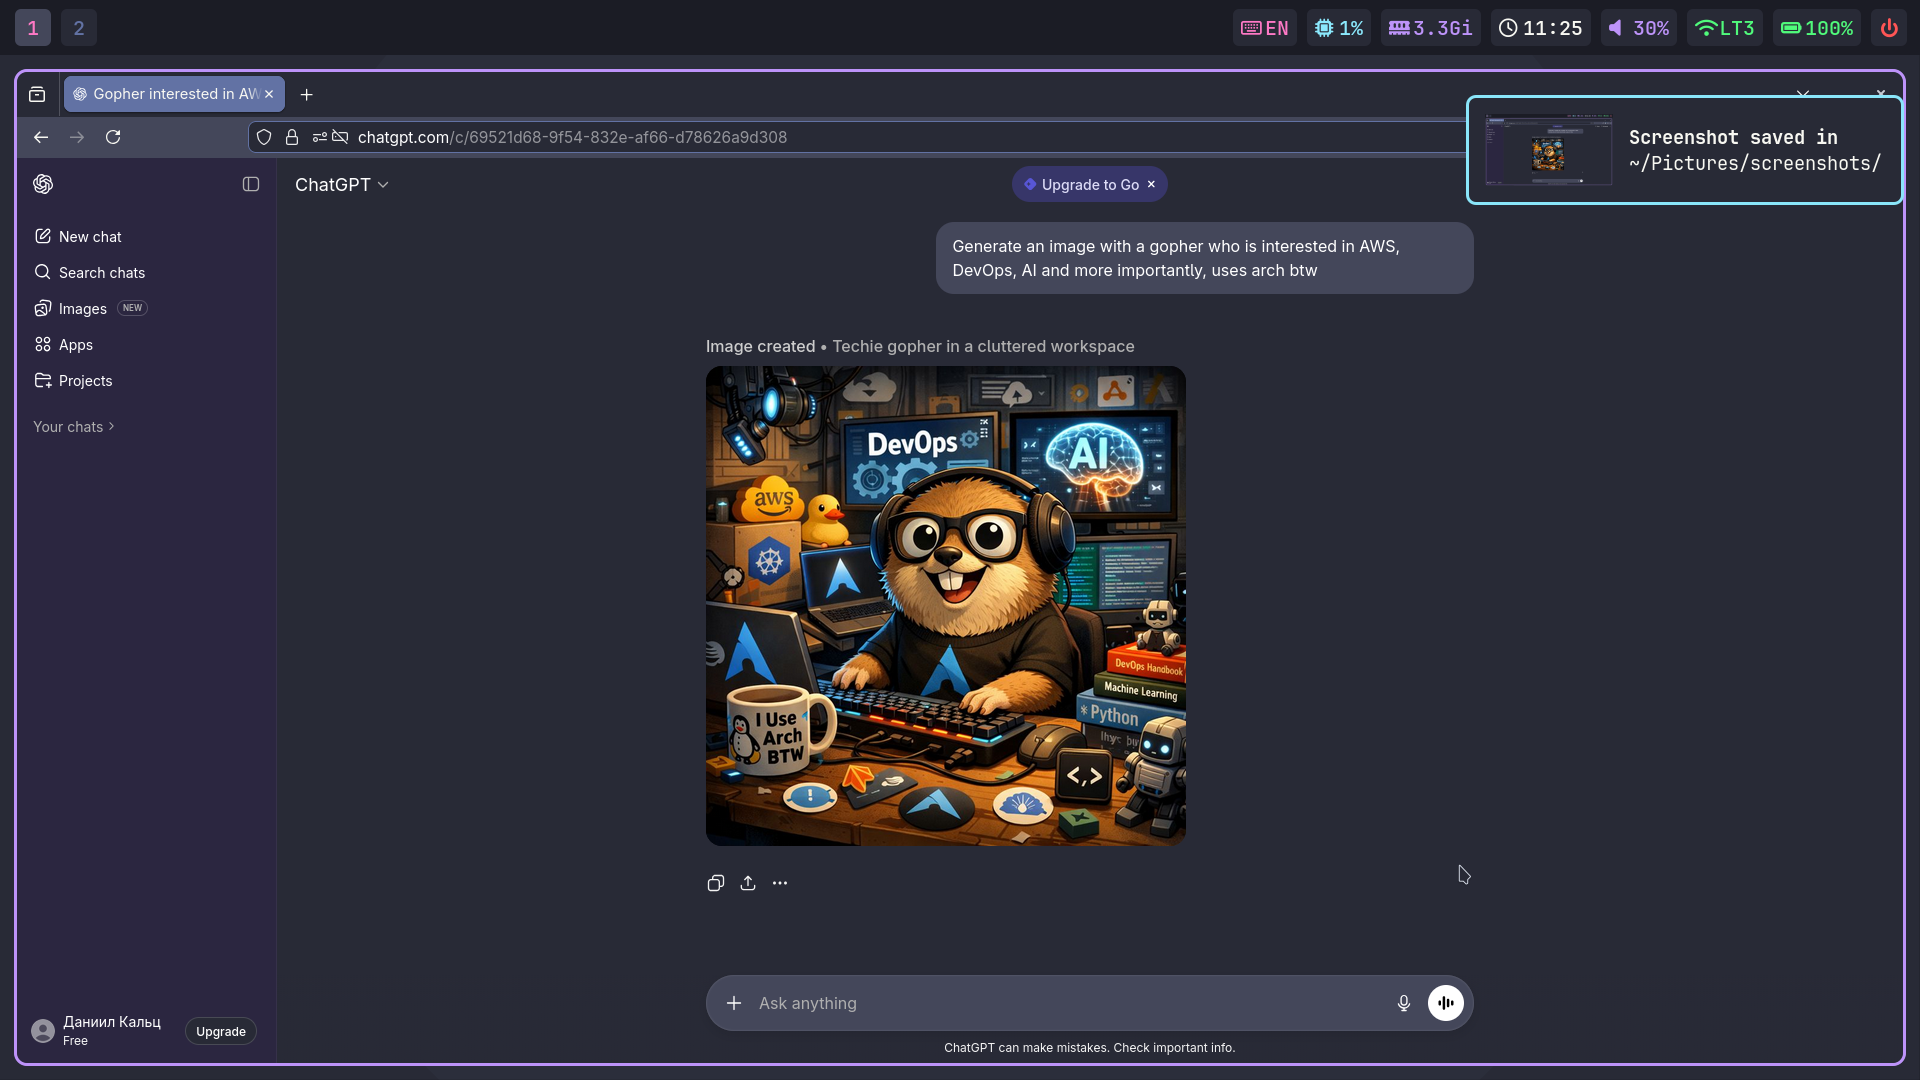 1
2
EN
1%
3.3Gi
11:25
30%
LT3
100%
Gopher interested in AW
chatgpt.com/c/69521d68-9f54-832e-af66-d78626a9d308
Screenshot saved in
~/Pictures/screenshots/
ChatGPT
Upgrade to Go
New chat
Search chats
Images NEW
Apps
Projects
Your chats
Generate an image with a gopher who is interested in AWS,
DevOps, AI and more importantly, uses arch btw
Image created • Techie gopher in a cluttered workspace
DevOps
AI
aws
DevOps Handbook
Machine Learning
* Python
I Use
Arch
BTW
</>
!
Ask anything
Даниил Кальц
Free
Upgrade
ChatGPT can make mistakes. Check important info.